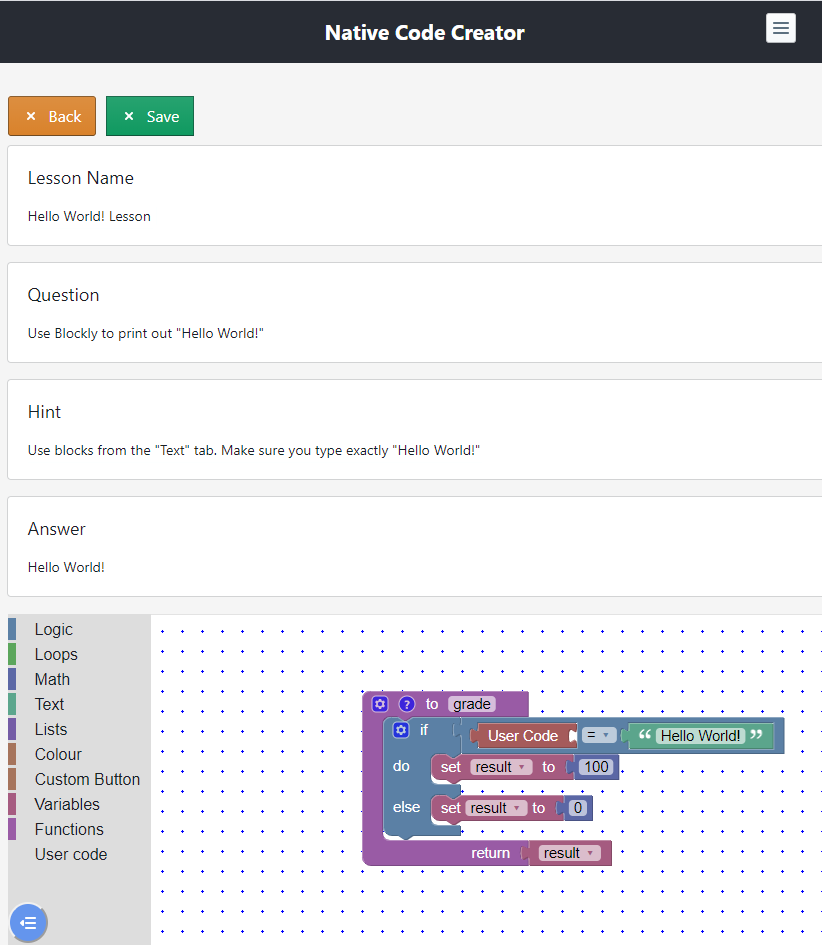 Native Code Creator
× Back × Save
Lesson Name
Hello World! Lesson
Question
Use Blockly to print out "Hello World!"
Hint
Use blocks from the "Text" tab. Make sure you type exactly "Hello World!"
Answer
Hello World!
Logic
Loops
Math
Text
Lists
Colour
Custom Button
Variables
Functions
User code
? to grade
if User Code = “ Hello World! ”
do set result to 100
else set result to 0
return result